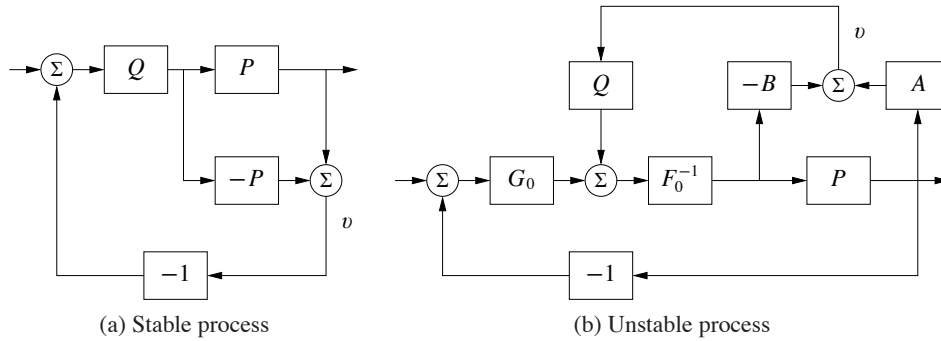 Σ Q P
−P Σ
υ
−1
(a) Stable process
υ
Q −B Σ A
Σ G₀ Σ F₀⁻¹ P
−1
(b) Unstable process